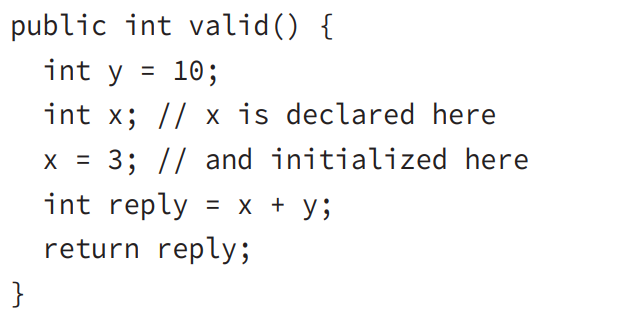 public int valid() {
  int y = 10;
  int x; // x is declared here
  x = 3; // and initialized here
  int reply = x + y;
  return reply;
}